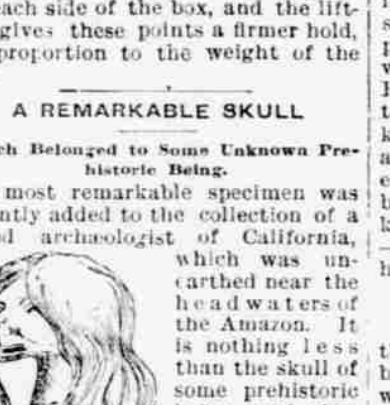 each side of the box, and the lift-
gives these points a firmer hold,
proportion to the weight of the
A REMARKABLE SKULL
ch Belonged to Some Unknown Pre-
historic Being.
most remarkable specimen was
ntly added to the collection of a
d archæologist of California,
which was un-
earthed near the
headwaters of
the Amazon. It
is nothing less
than the skull of
some prehistoric